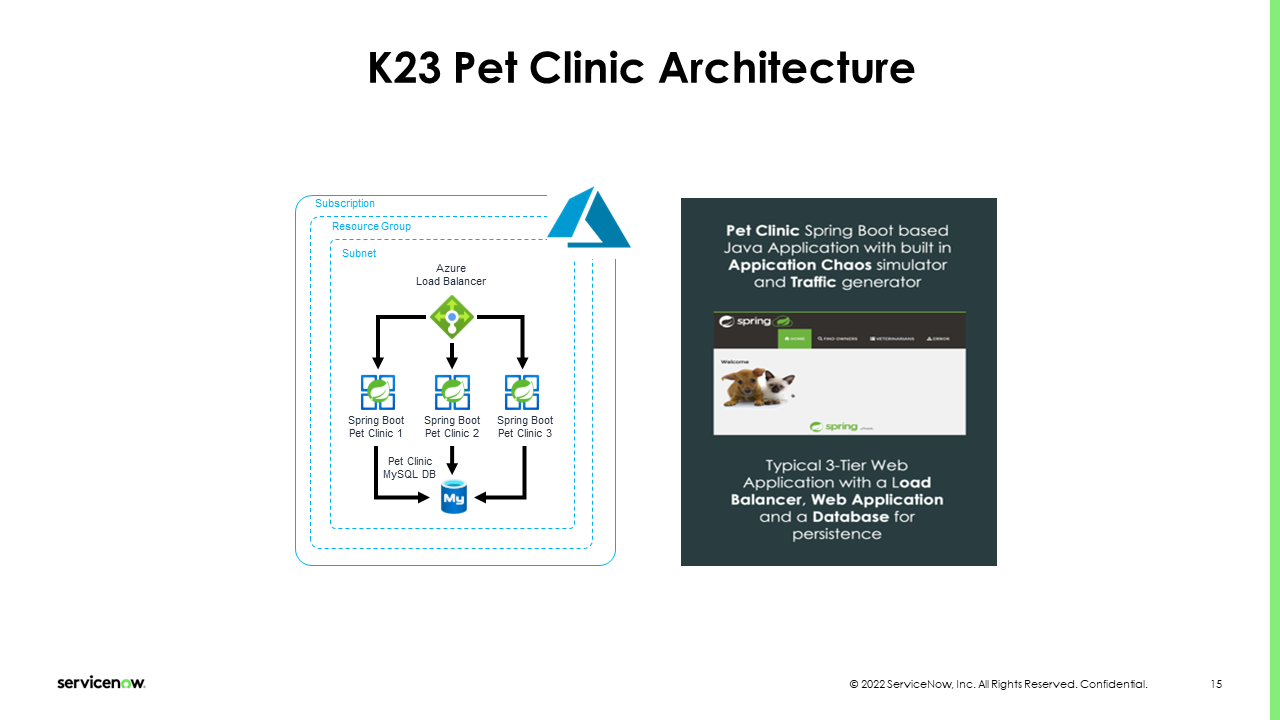 K23 Pet Clinic Architecture
Subscription
Resource Group
Subnet
Azure
Load Balancer
Spring Boot
Pet Clinic 1
Spring Boot
Pet Clinic 2
Spring Boot
Pet Clinic 3
Pet Clinic
MySQL DB
My
Pet Clinic Spring Boot based
Java Application with built in
Appication Chaos simulator
and Traffic generator
spring
HOME FIND OWNERS VETERINARIANS ERROR
Welcome
spring
Typical 3-Tier Web
Application with a Load
Balancer, Web Application
and a Database for
persistence
servicenow
© 2022 ServiceNow, Inc. All Rights Reserved. Confidential.
15